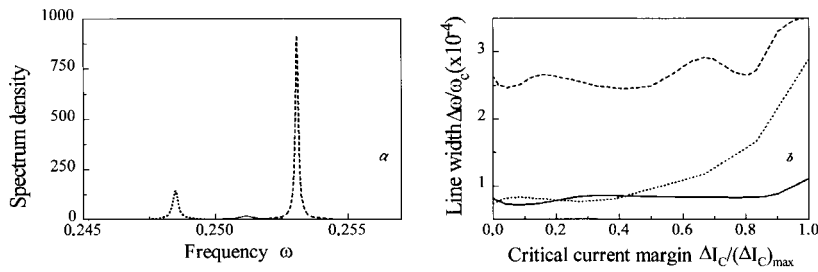 1000
750
500
250
0
0,245
0,250
0,255
Spectrum density
Frequency ω
a
3
2
1
0,0
0.2
0.4
0.6
0.8
1.0
Line width Δω/ω_c (x10⁻⁴)
Critical current margin ΔI_C/(ΔI_C)_max
b